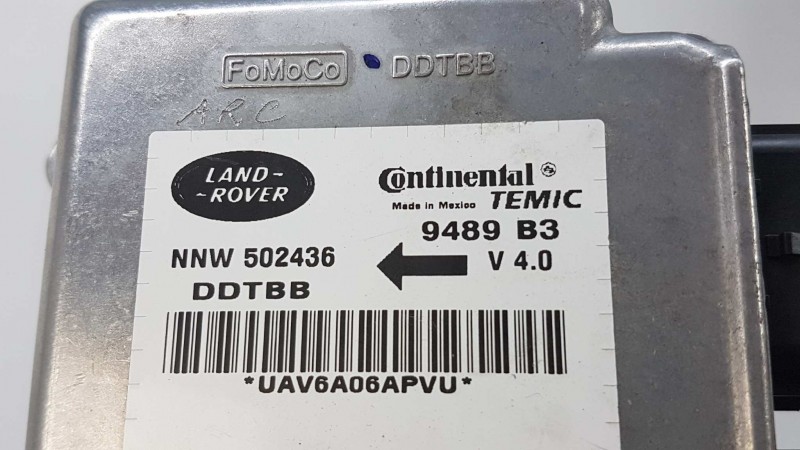 FoMoCo DDTBB
ARC
LAND-
-ROVER
Continental
Made in Mexico TEMIC
9489 B3
NNW 502436
V 4.0
DDTBB
*UAV6A06APVU*